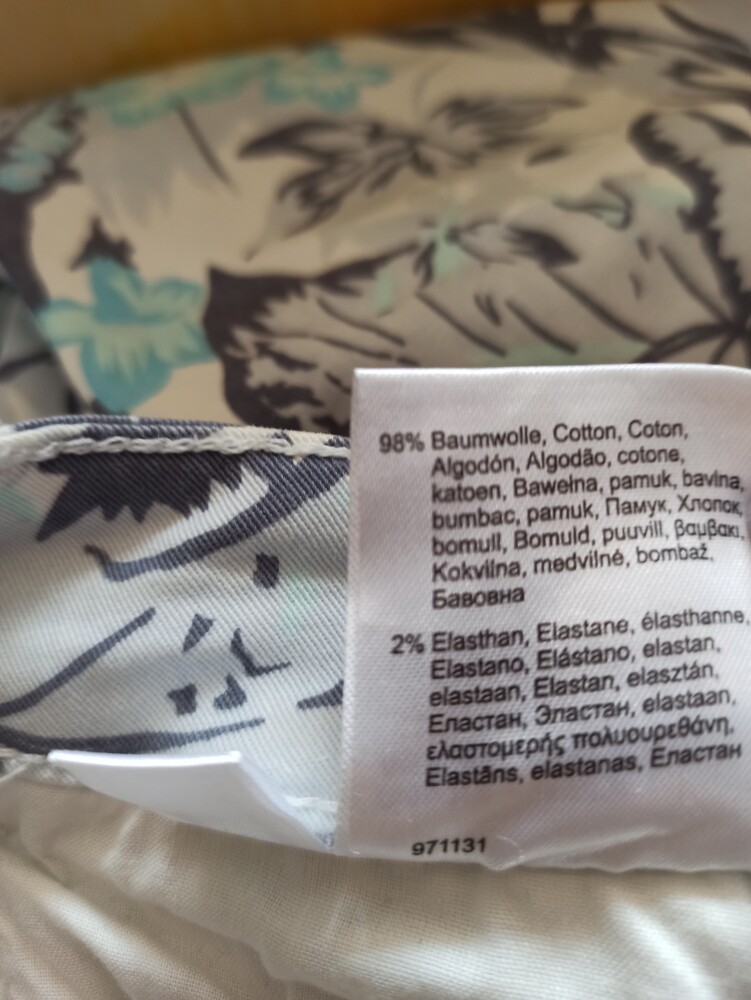 98% Baumwolle, Cotton, Coton,
Algodón, Algodão, cotone,
katoen, Bawełna, pamuk, bavlna,
bumbac, pamuk, Памук, Хлопок,
bomull, Bomuld, puuvill, βαμβακι,
Kokvilna, medvilnė, bombaž,
Бавовна
2% Elasthan, Elastane, élasthanne,
Elastano, Elástano, elastan,
elastaan, Elastan, elasztán,
Еластан, Эластан, elastaan,
ελαστομερής πολυουρεθάνη,
Elastāns, elastanas, Еластан
971131